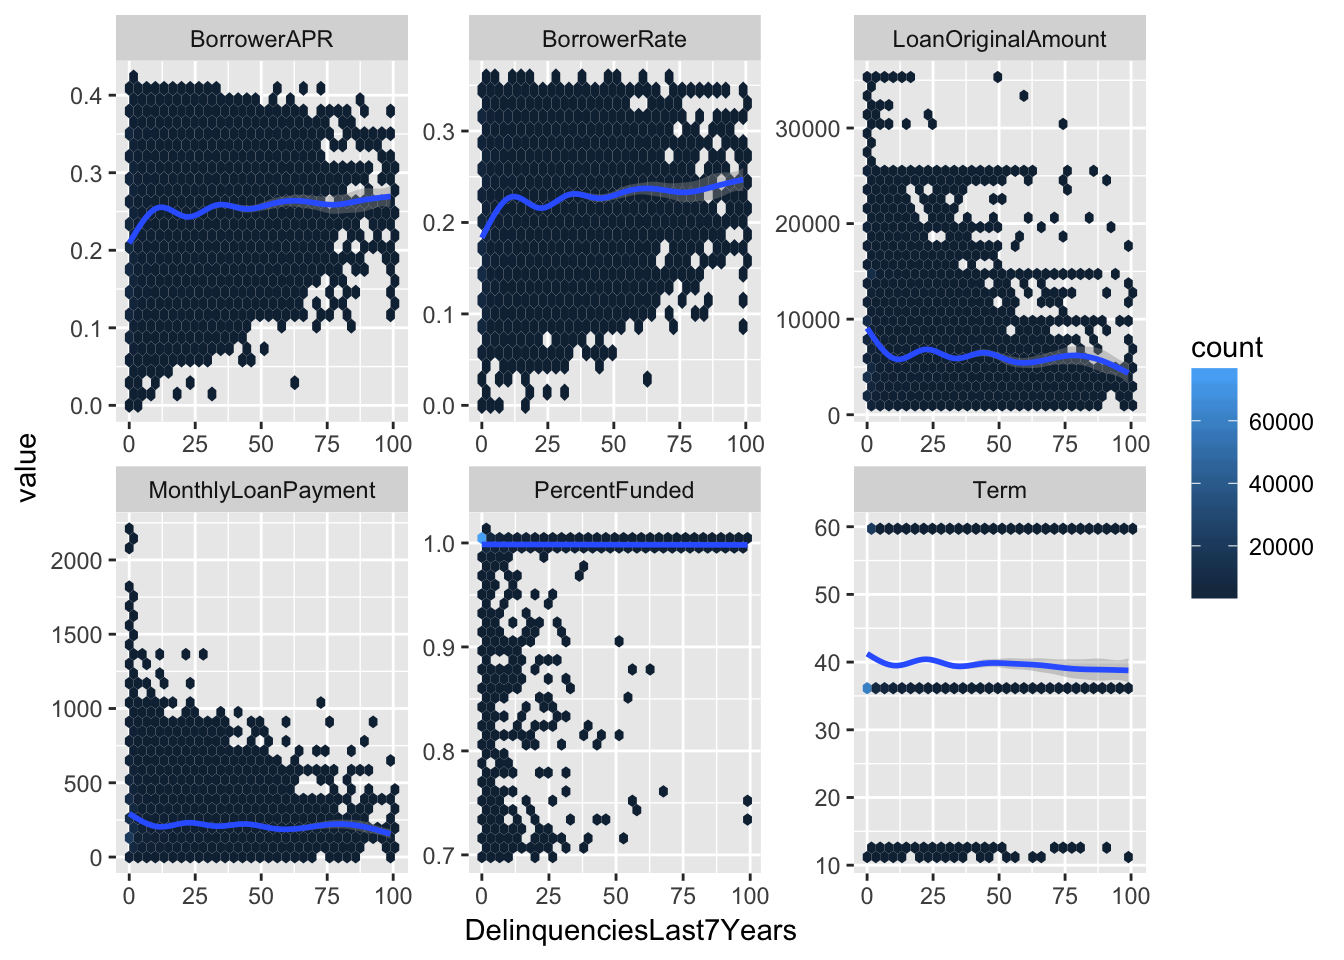 BorrowerAPR
BorrowerRate
LoanOriginalAmount
0.4
0.3
0.2
0.1
0.0
0.3
0.2
0.1
0.0
30000
20000
10000
0
0 25 50 75 100
0 25 50 75 100
0 25 50 75 100
MonthlyLoanPayment
PercentFunded
Term
2000
1500
1000
500
0
1.0
0.9
0.8
0.7
60
50
40
30
20
10
0 25 50 75 100
0 25 50 75 100
0 25 50 75 100
value
DelinquenciesLast7Years
count
60000
40000
20000